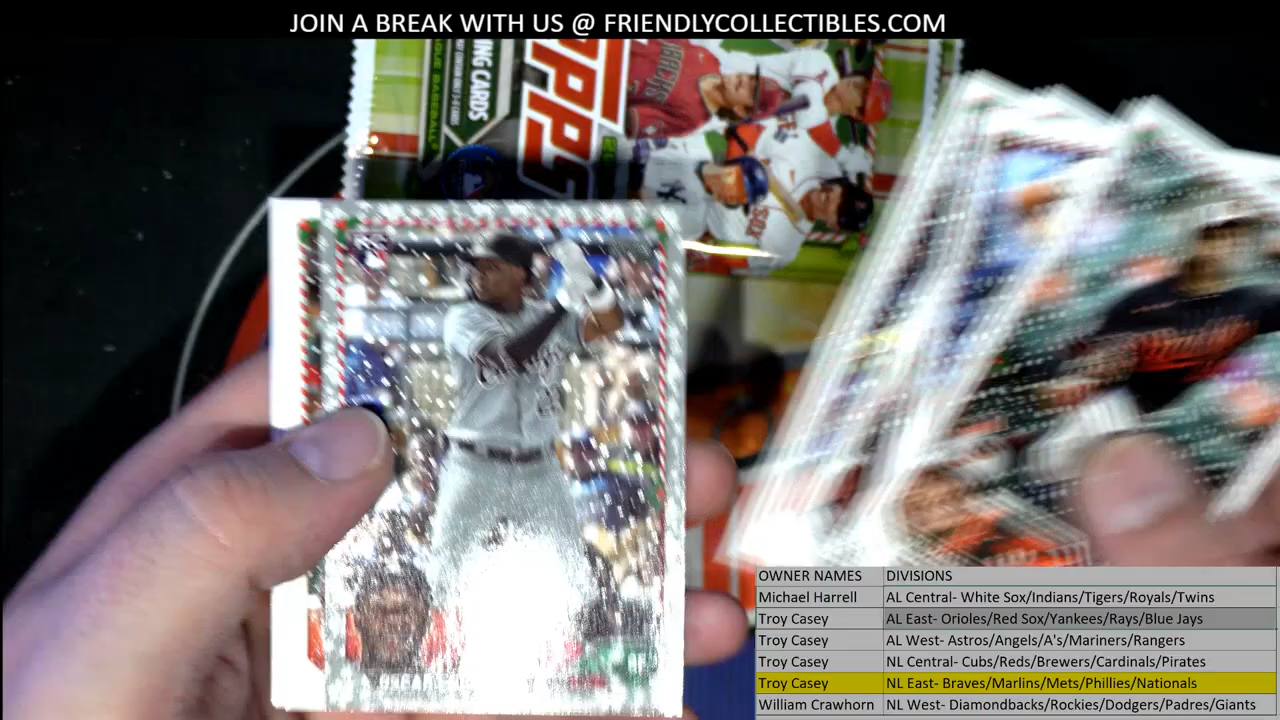 JOIN A BREAK WITH US @ FRIENDLYCOLLECTIBLES.COM
TOPPS
OWNER NAMES DIVISIONS
Michael Harrell AL Central- White Sox/Indians/Tigers/Royals/Twins
Troy Casey AL East- Orioles/Red Sox/Yankees/Rays/Blue Jays
Troy Casey AL West- Astros/Angels/A's/Mariners/Rangers
Troy Casey NL Central- Cubs/Reds/Brewers/Cardinals/Pirates
Troy Casey NL East- Braves/Marlins/Mets/Phillies/Nationals
William Crawhorn NL West- Diamondbacks/Rockies/Dodgers/Padres/Giants